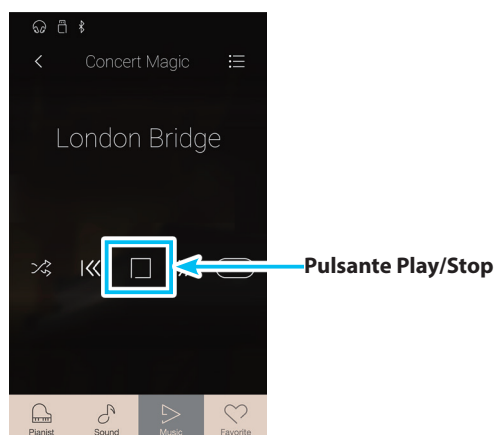 Concert Magic
London Bridge
Pulsante Play/Stop
Pianist Sound Music Favorite